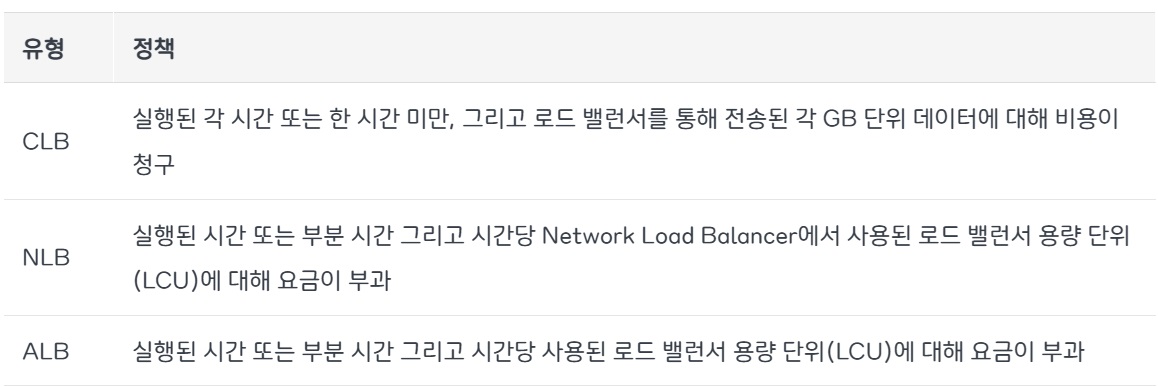 유형 정책
CLB 실행된 각 시간 또는 한 시간 미만, 그리고 로드 밸런서를 통해 전송된 각 GB 단위 데이터에 대해 비용이
청구
NLB 실행된 시간 또는 부분 시간 그리고 시간당 Network Load Balancer에서 사용된 로드 밸런서 용량 단위
(LCU)에 대해 요금이 부과
ALB 실행된 시간 또는 부분 시간 그리고 시간당 사용된 로드 밸런서 용량 단위(LCU)에 대해 요금이 부과